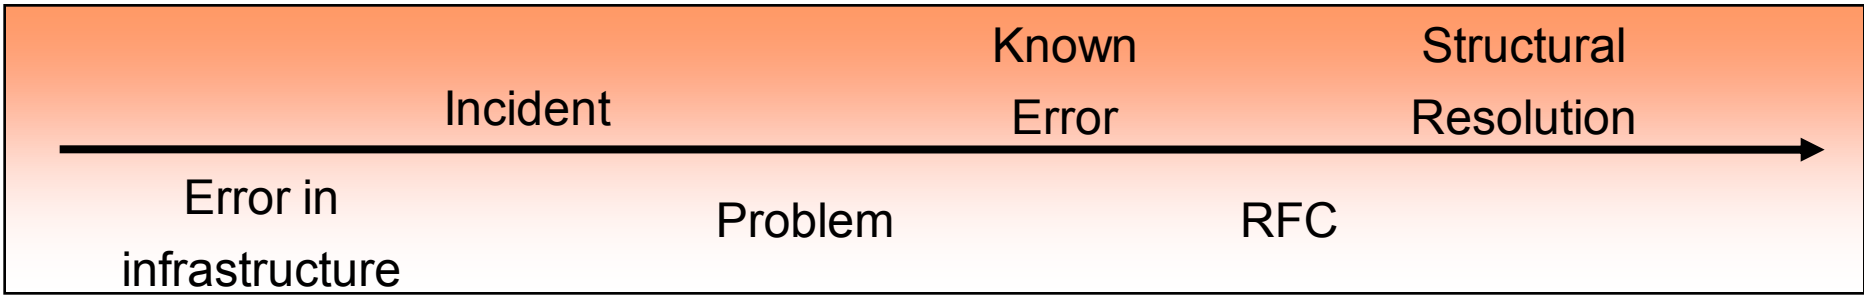 Known
Error
Structural
Resolution
Incident
Error in
infrastructure
Problem
RFC